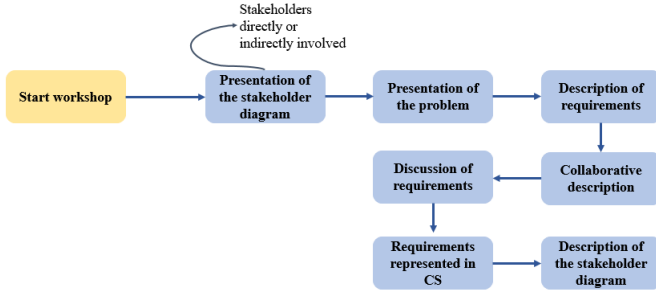 Stakeholders
directly or
indirectly involved
Start workshop
Presentation of
the stakeholder
diagram
Presentation of
the problem
Description of
requirements
Collaborative
description
Discussion of
requirements
Requirements
represented in
CS
Description of
the stakeholder
diagram